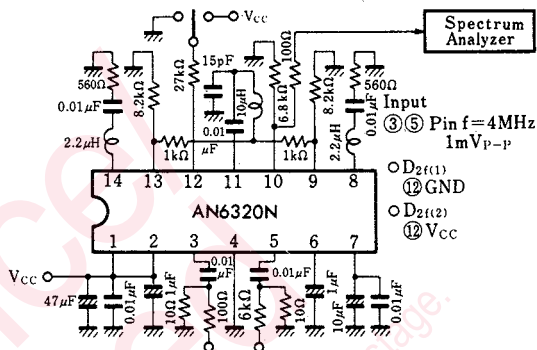 Vcc
Spectrum
Analyzer
560Ω
0.01μF
2.2μH
8.2kΩ
27kΩ
15pF
10μH
0.01
μF
6.8kΩ
100Ω
8.2kΩ
560Ω
0.01μF
2.2μH
1kΩ
1kΩ
Input
③⑤ Pin f=4MHz
1mVP-P
D2f(1)
⑫ GND
D2f(2)
⑫ Vcc
14 13 12 11 10 9 8
AN6320N
1 2 3 4 5 6 7
Vcc
47μF
0.01μF
1μF
0.01
μF
10Ω
100Ω
0.01μF
6kΩ
10Ω
1μF
10μF
0.01μF